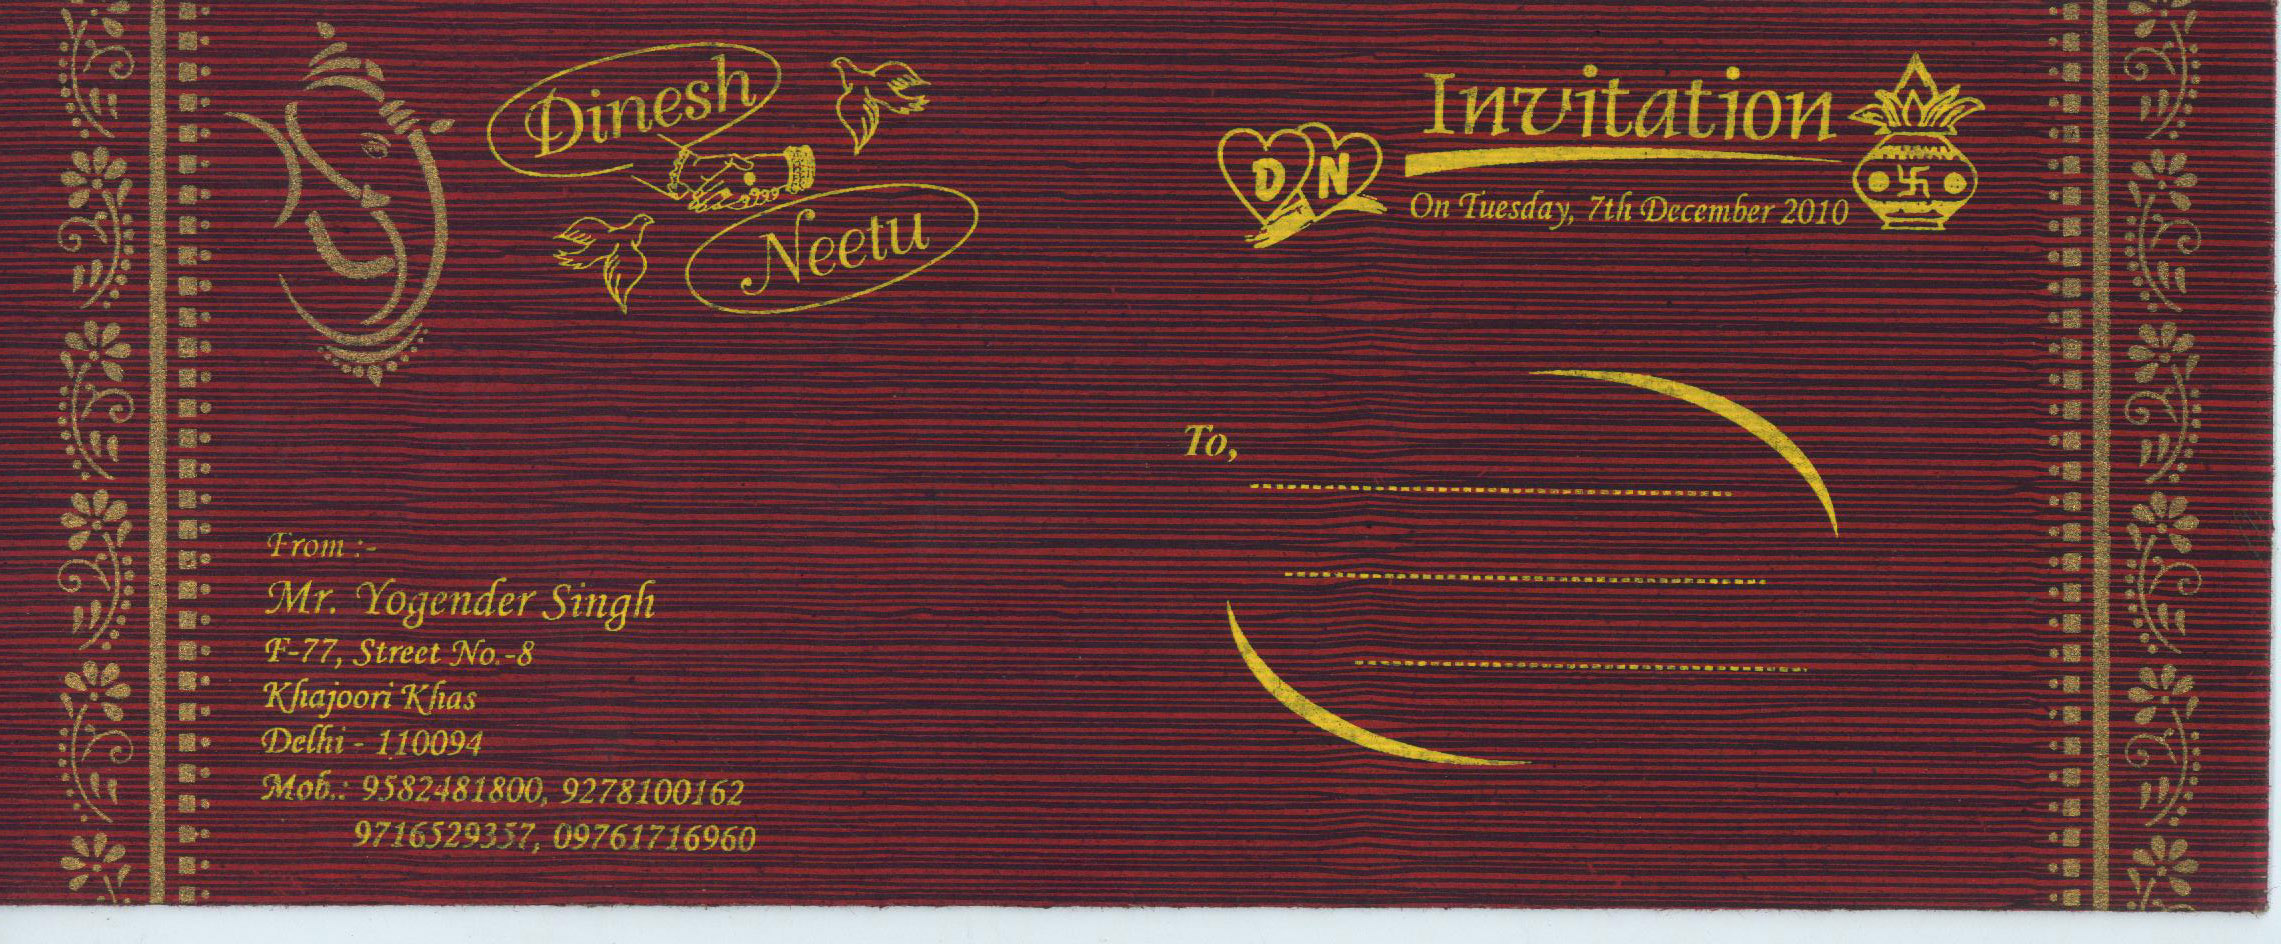 Dinesh
Neetu
D N
Invitation
On Tuesday, 7th December 2010
To,
From :-
Mr. Yogender Singh
F-77, Street No.-8
Khajoori Khas
Delhi - 110094
Mob.: 9582481800, 9278100162
9716529357, 09761716960